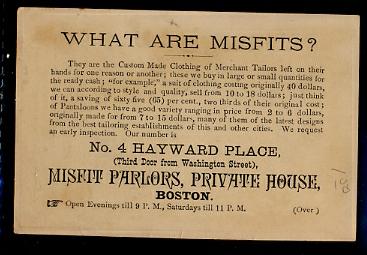 WHAT ARE MISFITS?
They are the Custom Made Clothing of Merchant Tailors left on their
hands for one reason or another; these we buy in large or small quantities for
the ready cash; "for example," a suit of clothing costing originally 40 dollars,
we can according to style and quality, sell from 10 to 18 dollars; just think
of it, a saving of sixty five (65) per cent., two thirds of their original cost;
of Pantaloons we have a good variety ranging in price from 2 to 6 dollars,
originally made for from 7 to 15 dollars, many of them of the latest designs
from the best tailoring establishments of this and other cities. We request
an early inspection. Our number is
No. 4 HAYWARD PLACE,
(Third Door from Washington Street),
MISFIT PARLORS, PRIVATE HOUSE,
BOSTON.
☞ Open Evenings till 9 P. M., Saturdays till 11 P. M. (Over)